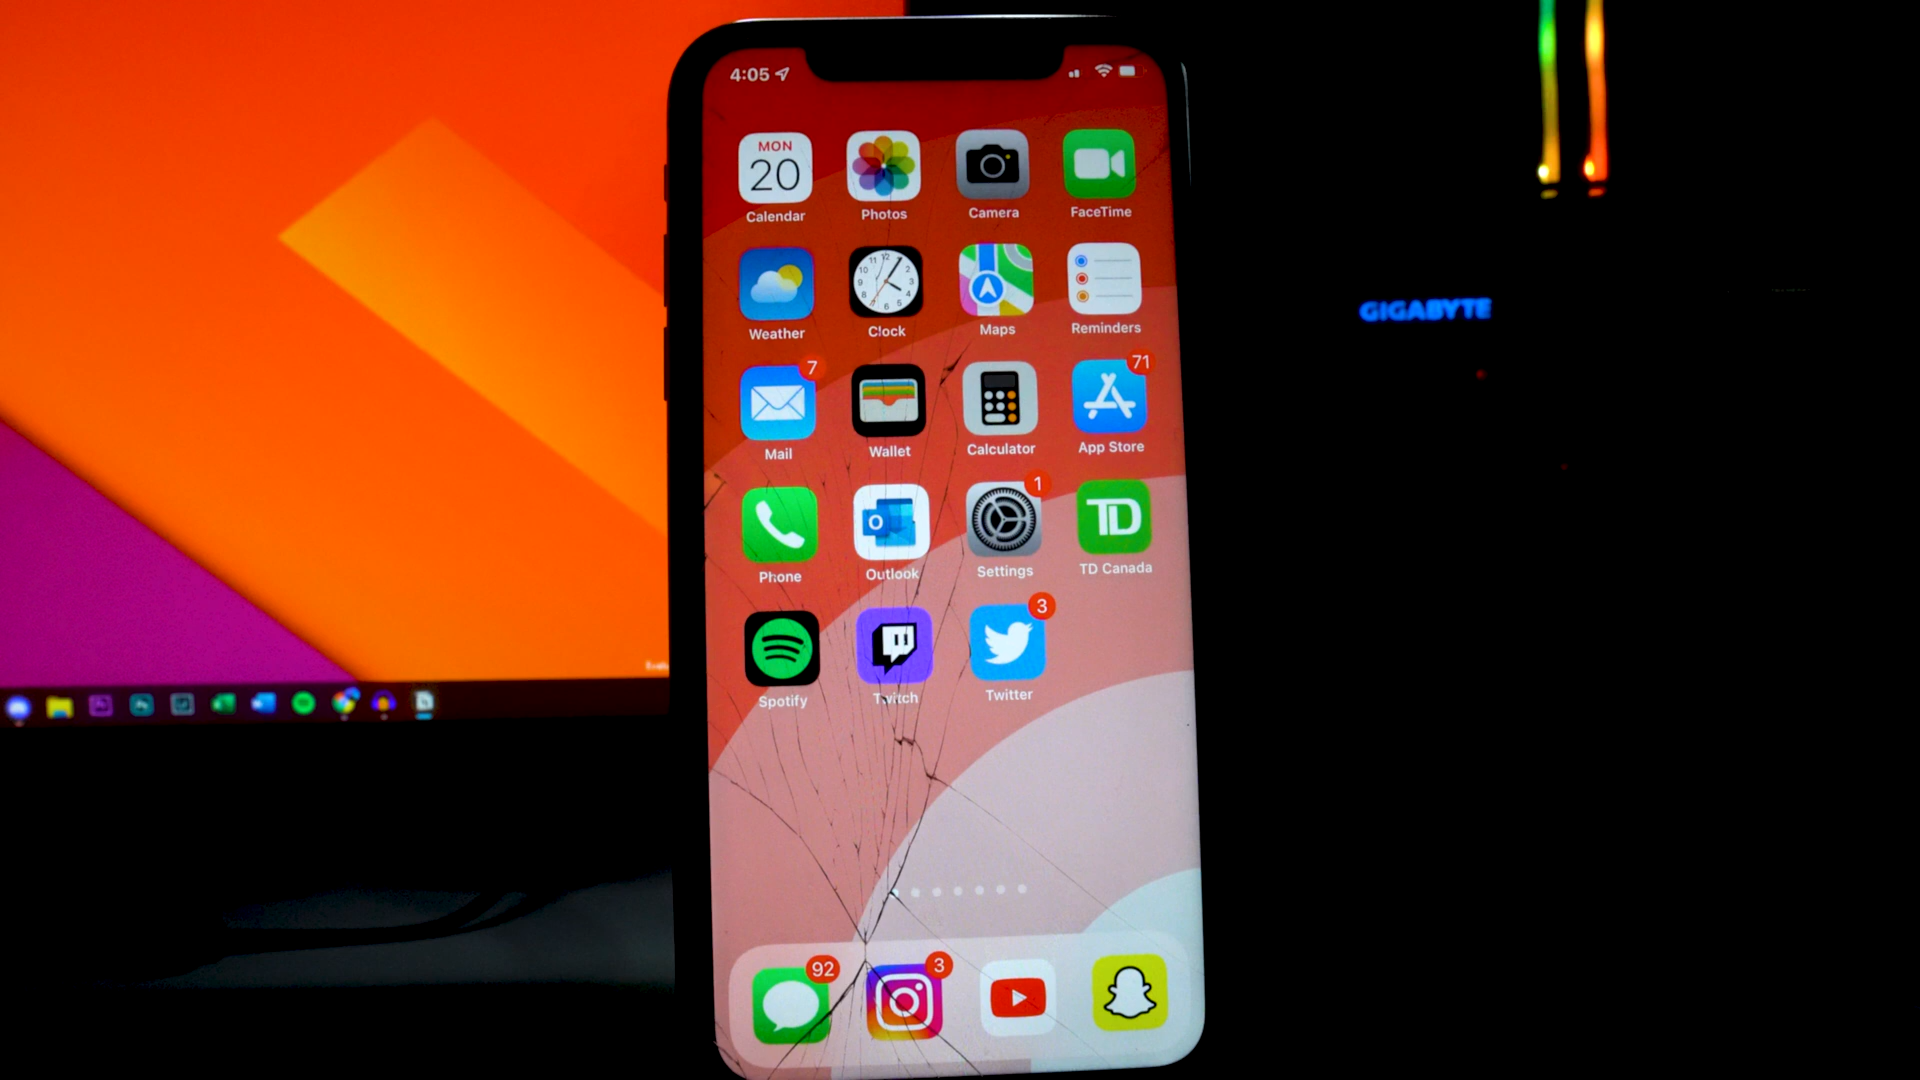 4:05
MON
20
Calendar
Photos
Camera
FaceTime
Weather
Clock
Maps
Reminders
7
71
Mail
Wallet
Calculator
App Store
1
O
TD
Phone
Outlook
Settings
TD Canada
3
Spotify
Twitch
Twitter
92
3
GIGABYTE